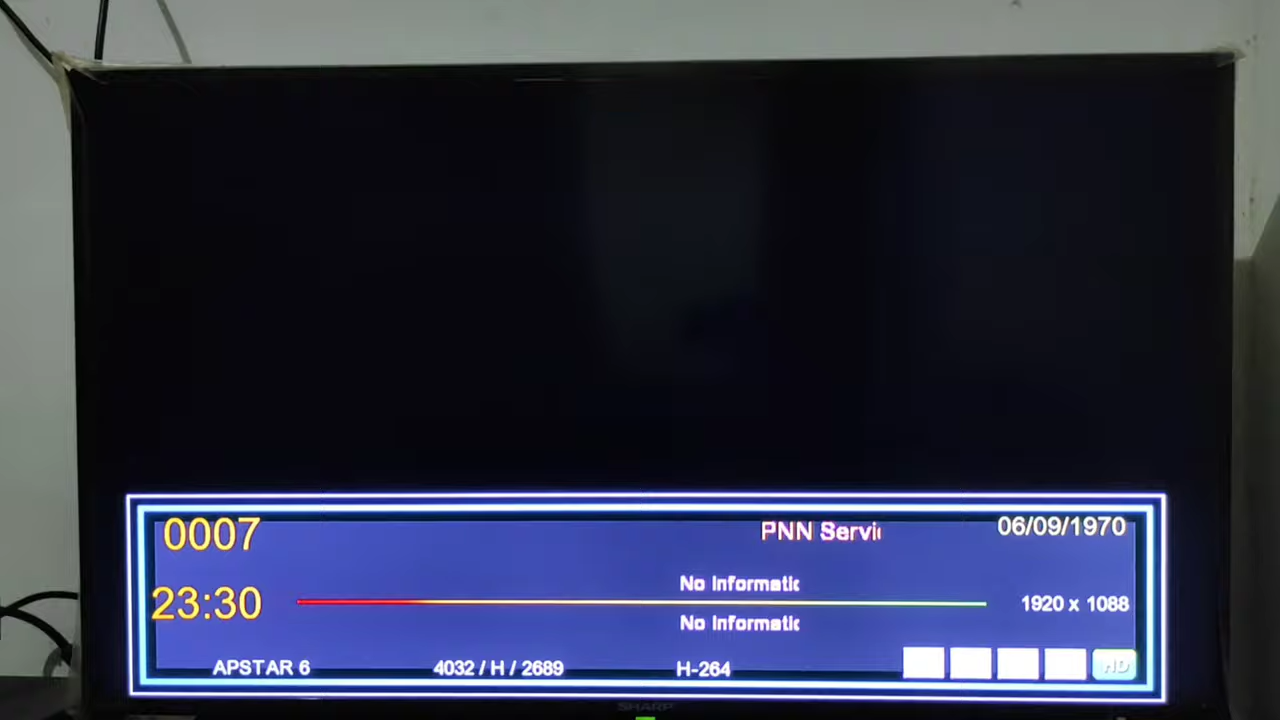 0007
PNN Servic
06/09/1970
No Informatic
23:30
1920 x 1088
No Informatic
APSTAR 6
4032 / H / 2689
H-264
HD
SHARP